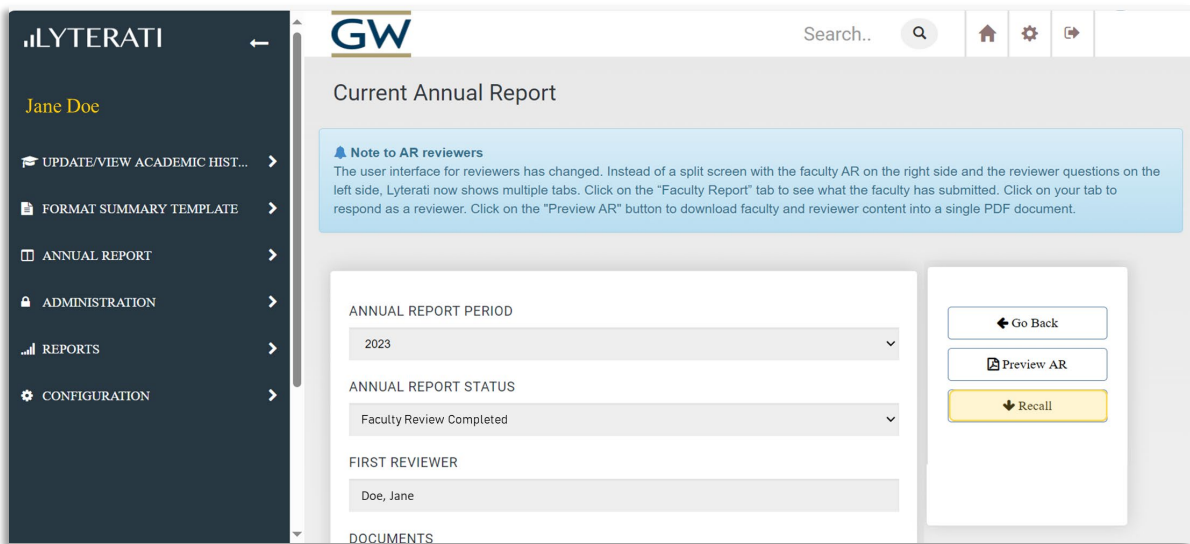 LYTERATI
Jane Doe
UPDATE/VIEW ACADEMIC HIST...
FORMAT SUMMARY TEMPLATE
ANNUAL REPORT
ADMINISTRATION
REPORTS
CONFIGURATION
GW
Search..
Current Annual Report
Note to AR reviewers
The user interface for reviewers has changed. Instead of a split screen with the faculty AR on the right side and the reviewer questions on the
left side, Lyterati now shows multiple tabs. Click on the “Faculty Report” tab to see what the faculty has submitted. Click on your tab to
respond as a reviewer. Click on the "Preview AR" button to download faculty and reviewer content into a single PDF document.
ANNUAL REPORT PERIOD
2023
ANNUAL REPORT STATUS
Faculty Review Completed
FIRST REVIEWER
Doe, Jane
DOCUMENTS
Go Back
Preview AR
Recall